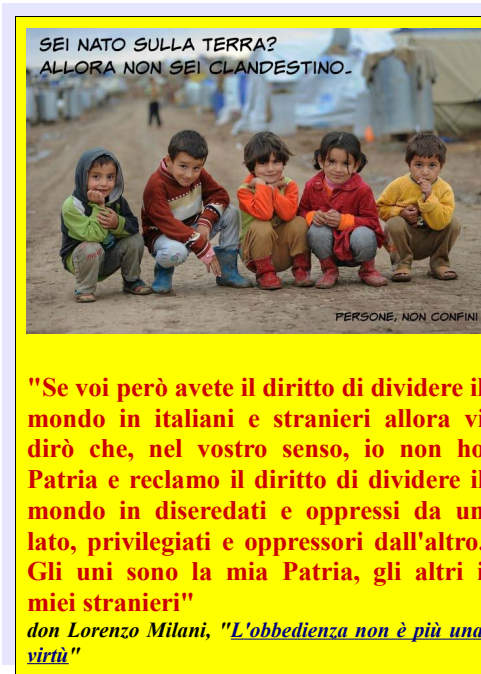 SEI NATO SULLA TERRA?
ALLORA NON SEI CLANDESTINO.
PERSONE, NON CONFINI
"Se voi però avete il diritto di dividere il
mondo in italiani e stranieri allora vi
dirò che, nel vostro senso, io non ho
Patria e reclamo il diritto di dividere il
mondo in diseredati e oppressi da un
lato, privilegiati e oppressori dall'altro.
Gli uni sono la mia Patria, gli altri i
miei stranieri"
don Lorenzo Milani, "L'obbedienza non è più una
virtù"